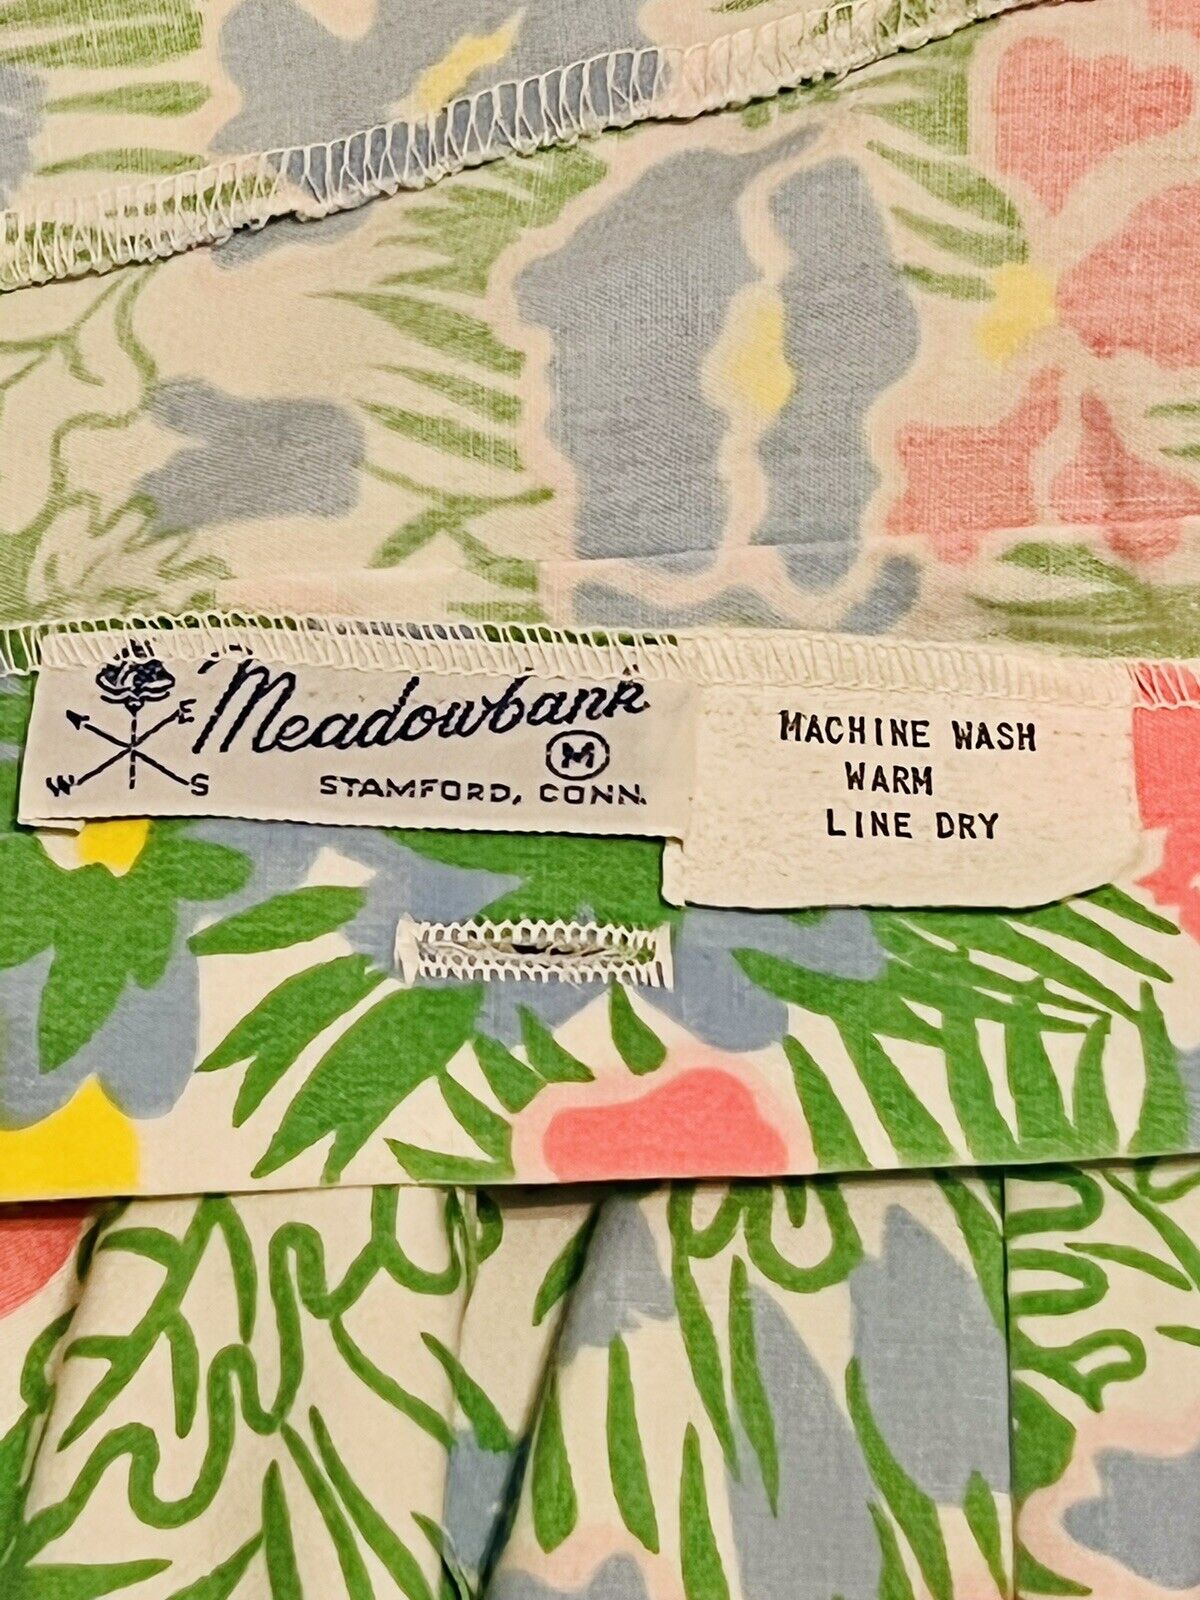 Meadowbank
M
STAMFORD, CONN.
E
W
S
MACHINE WASH
WARM
LINE DRY